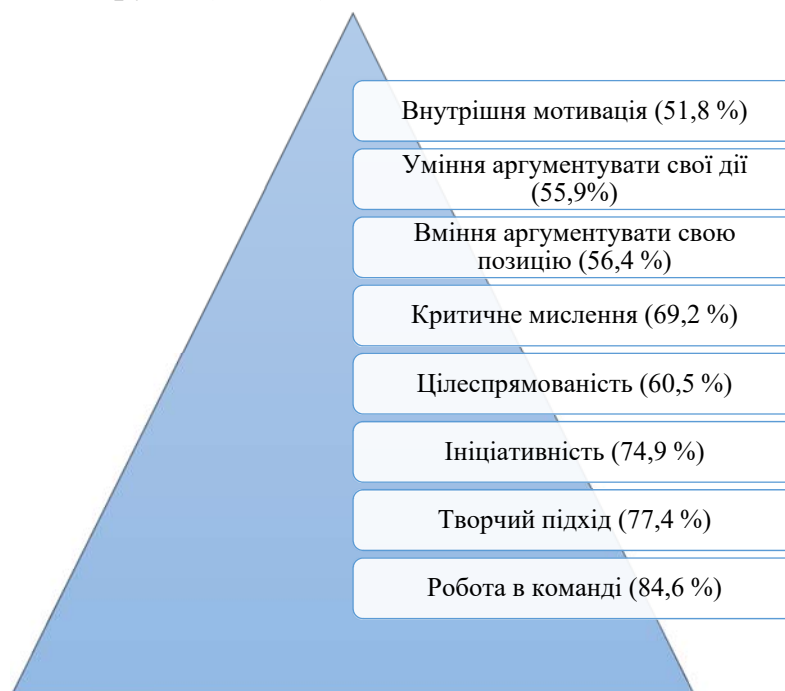 Внутрішня мотивація (51,8 %)
Уміння аргументувати свої дії
(55,9%)
Вміння аргументувати свою
позицію (56,4 %)
Критичне мислення (69,2 %)
Цілеспрямованість (60,5 %)
Ініціативність (74,9 %)
Творчий підхід (77,4 %)
Робота в команді (84,6 %)